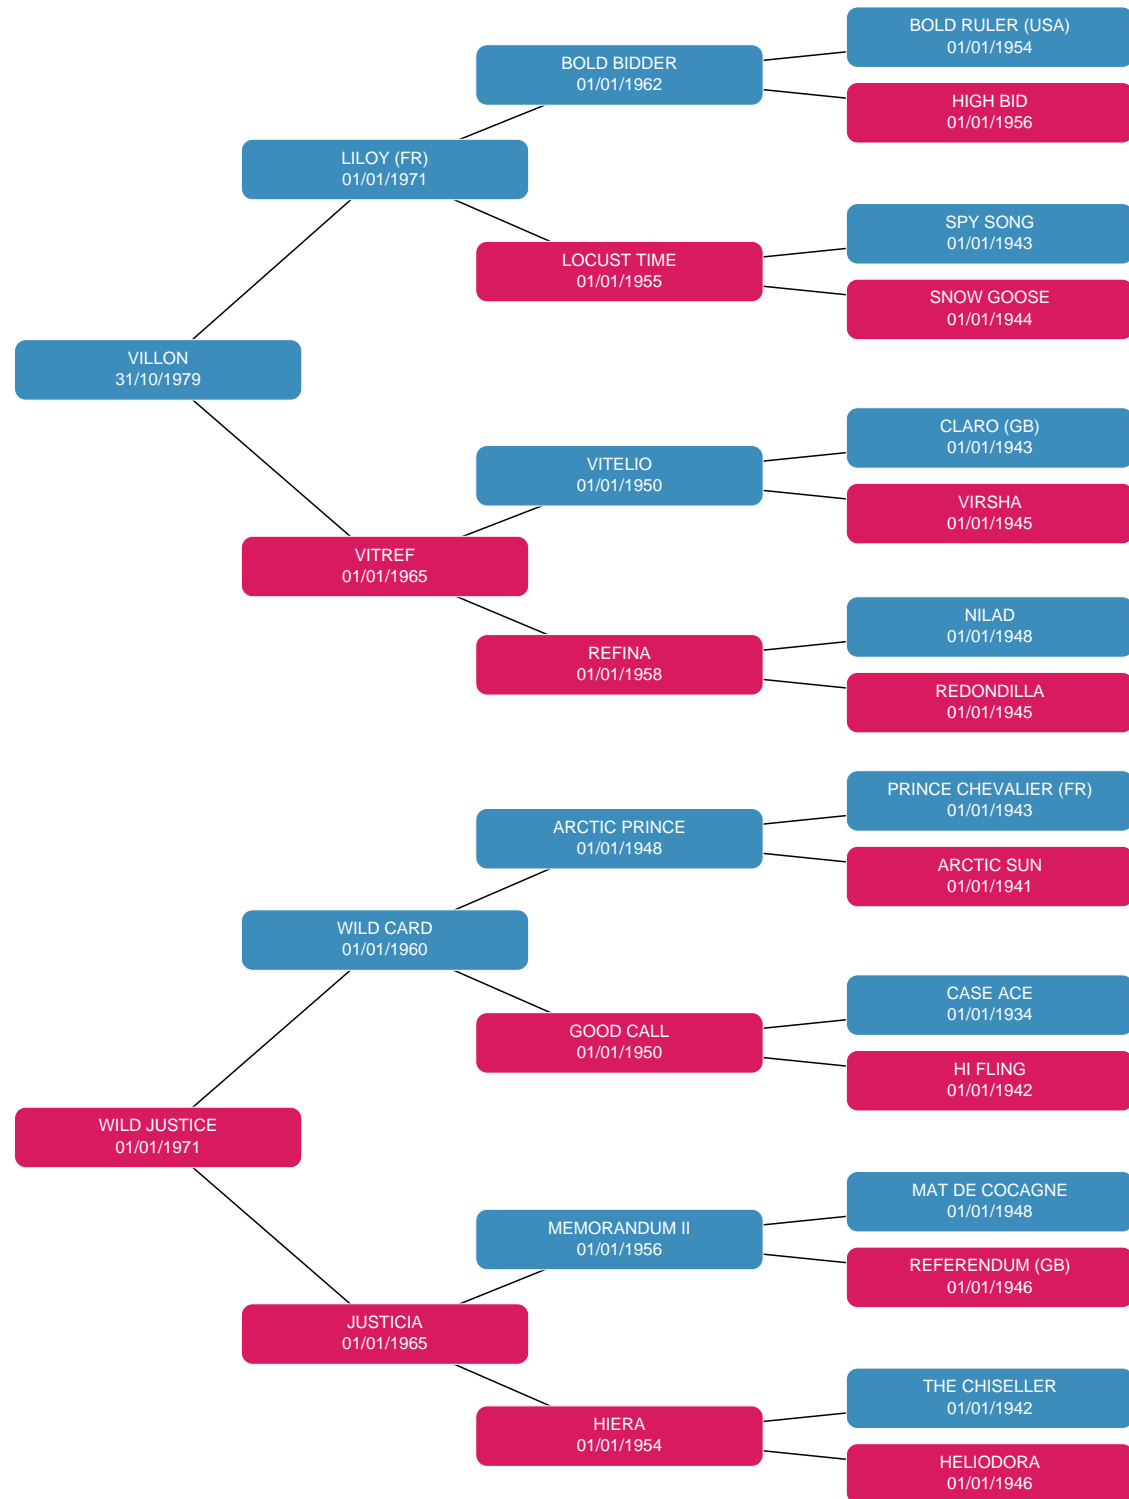 BOLD RULER (USA)
01/01/1954
BOLD BIDDER
01/01/1962
HIGH BID
01/01/1956
LILOY (FR)
01/01/1971
SPY SONG
01/01/1943
LOCUST TIME
01/01/1955
SNOW GOOSE
01/01/1944
VILLON
31/10/1979
CLARO (GB)
01/01/1943
VITELIO
01/01/1950
VIRSHA
01/01/1945
VITREF
01/01/1965
NILAD
01/01/1948
REFINA
01/01/1958
REDONDILLA
01/01/1945
PRINCE CHEVALIER (FR)
01/01/1943
ARCTIC PRINCE
01/01/1948
ARCTIC SUN
01/01/1941
WILD CARD
01/01/1960
CASE ACE
01/01/1934
GOOD CALL
01/01/1950
HI FLING
01/01/1942
WILD JUSTICE
01/01/1971
MAT DE COCAGNE
01/01/1948
MEMORANDUM II
01/01/1956
REFERENDUM (GB)
01/01/1946
JUSTICIA
01/01/1965
THE CHISELLER
01/01/1942
HIERA
01/01/1954
HELIODORA
01/01/1946